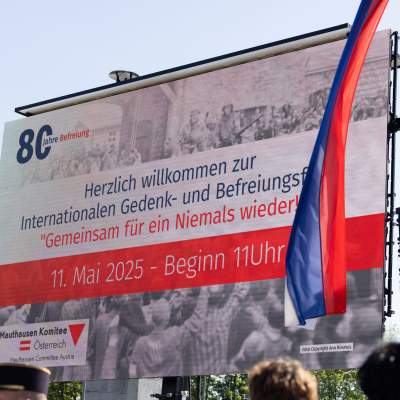 80 Jahre Befreiung
Herzlich willkommen zur
Internationalen Gedenk- und Befreiungsf
"Gemeinsam für ein Niemals wieder!
11. Mai 2025 - Beginn 11Uhr
Mauthausen Komitee
Österreich
Mauthausen Committee Austria